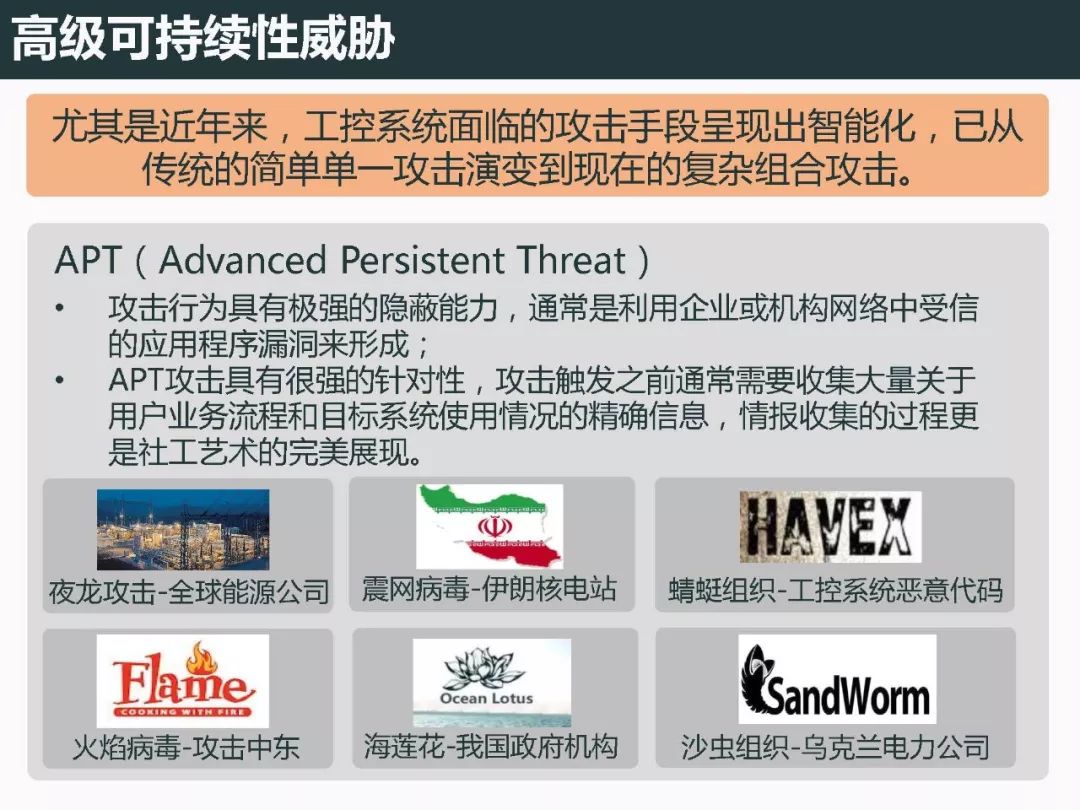 高级可持续性威胁
尤其是近年来，工控系统面临的攻击手段呈现出智能化，已从
传统的简单单一攻击演变到现在的复杂组合攻击。
APT（Advanced Persistent Threat）
• 攻击行为具有极强的隐蔽能力，通常是利用企业或机构网络中受信
的应用程序漏洞来形成；
• APT攻击具有很强的针对性，攻击触发之前通常需要收集大量关于
用户业务流程和目标系统使用情况的精确信息，情报收集的过程更
是社工艺术的完美展现。
夜龙攻击-全球能源公司
震网病毒-伊朗核电站
HAVEX
蜻蜓组织-工控系统恶意代码
Flame
COOKING WITH FIRE
火焰病毒-攻击中东
Ocean Lotus
海莲花-我国政府机构
SandWorm
沙虫组织-乌克兰电力公司